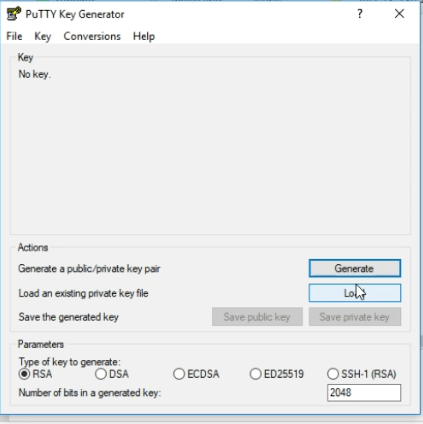 PuTTY Key Generator
File Key Conversions Help
Key
No key.
Actions
Generate a public/private key pair
Generate
Load an existing private key file
Save the generated key
Save public key
Save private key
Parameters
Type of key to generate:
RSA DSA ECDSA ED25519 SSH-1 (RSA)
Number of bits in a generated key:
2048